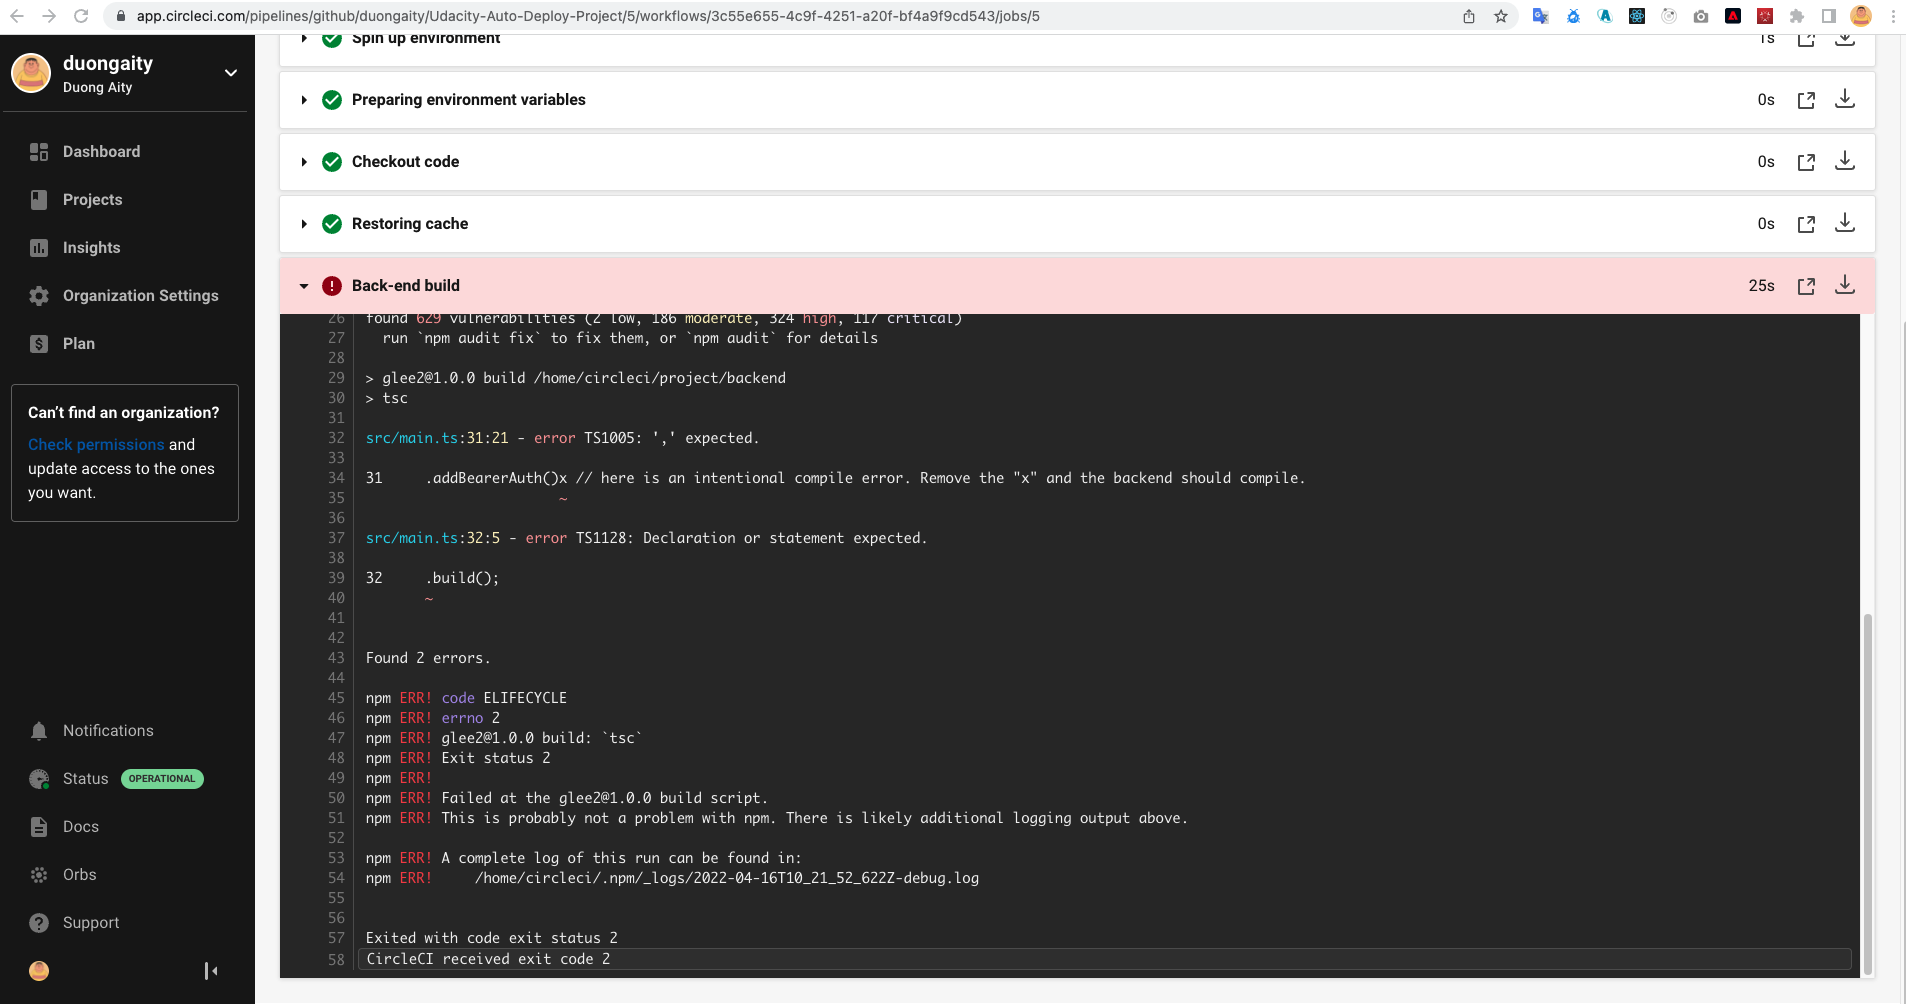 app.circleci.com/pipelines/github/duongaity/Udacity-Auto-Deploy-Project/5/workflows/3c55e655-4c9f-4251-a20f-bf4a9f9cd543/jobs/5
duongaity
Duong Aity
Dashboard
Projects
Insights
Organization Settings
Plan
Can't find an organization?
Check permissions and
update access to the ones
you want.
Notifications
Status OPERATIONAL
Docs
Orbs
Support
Spin up environment 1s
Preparing environment variables 0s
Checkout code 0s
Restoring cache 0s
Back-end build 25s
26 found 629 vulnerabilities (2 low, 186 moderate, 324 high, 117 critical)
27 run `npm audit fix` to fix them, or `npm audit` for details
28
29 > glee2@1.0.0 build /home/circleci/project/backend
30 > tsc
31
32 src/main.ts:31:21 - error TS1005: ',' expected.
33
34 31     .addBearerAuth()x // here is an intentional compile error. Remove the "x" and the backend should compile.
35 ~
36
37 src/main.ts:32:5 - error TS1128: Declaration or statement expected.
38
39 32     .build();
40 ~
41
42
43 Found 2 errors.
44
45 npm ERR! code ELIFECYCLE
46 npm ERR! errno 2
47 npm ERR! glee2@1.0.0 build: `tsc`
48 npm ERR! Exit status 2
49 npm ERR!
50 npm ERR! Failed at the glee2@1.0.0 build script.
51 npm ERR! This is probably not a problem with npm. There is likely additional logging output above.
52
53 npm ERR! A complete log of this run can be found in:
54 npm ERR!     /home/circleci/.npm/_logs/2022-04-16T10_21_52_622Z-debug.log
55
56
57 Exited with code exit status 2
58 CircleCI received exit code 2